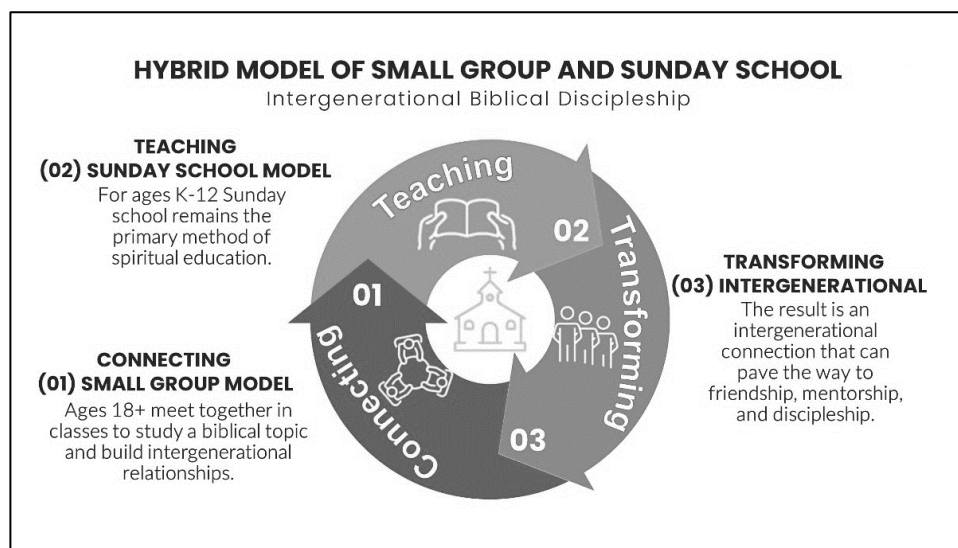 HYBRID MODEL OF SMALL GROUP AND SUNDAY SCHOOL
Intergenerational Biblical Discipleship
TEACHING
(02) SUNDAY SCHOOL MODEL
For ages K-12 Sunday
school remains the
primary method of
spiritual education.
CONNECTING
(01) SMALL GROUP MODEL
Ages 18+ meet together in
classes to study a biblical topic
and build intergenerational
relationships.
Teaching
02
01
Connecting
Transforming
03
TRANSFORMING
(03) INTERGENERATIONAL
The result is an
intergenerational
connection that can
pave the way to
friendship, mentorship,
and discipleship.